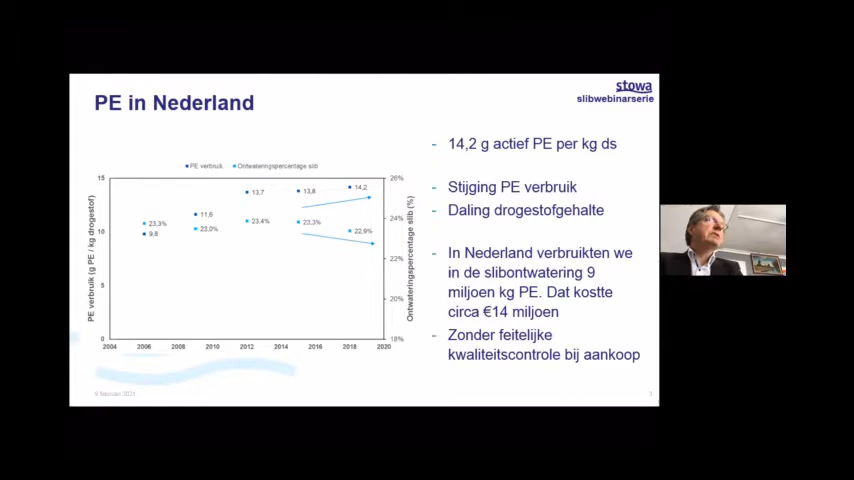 PE in Nederland
stowa
slibwebinarserie
PE verbruik
Ontwateringspercentage slib
15
10
5
0
PE verbruik (g PE / kg drogestof)
26%
24%
22%
20%
18%
Ontwateringspercentage slib (%)
2004 2006 2008 2010 2012 2014 2016 2018 2020
23,3%
9,8
11,6
23,0%
13,7
23,4%
13,8
23,3%
14,2
22,9%
- 14,2 g actief PE per kg ds
- Stijging PE verbruik
- Daling drogestofgehalte
- In Nederland verbruikten we
in de slibontwatering 9
miljoen kg PE. Dat kostte
circa €14 miljoen
- Zonder feitelijke
kwaliteitscontrole bij aankoop
2021
3